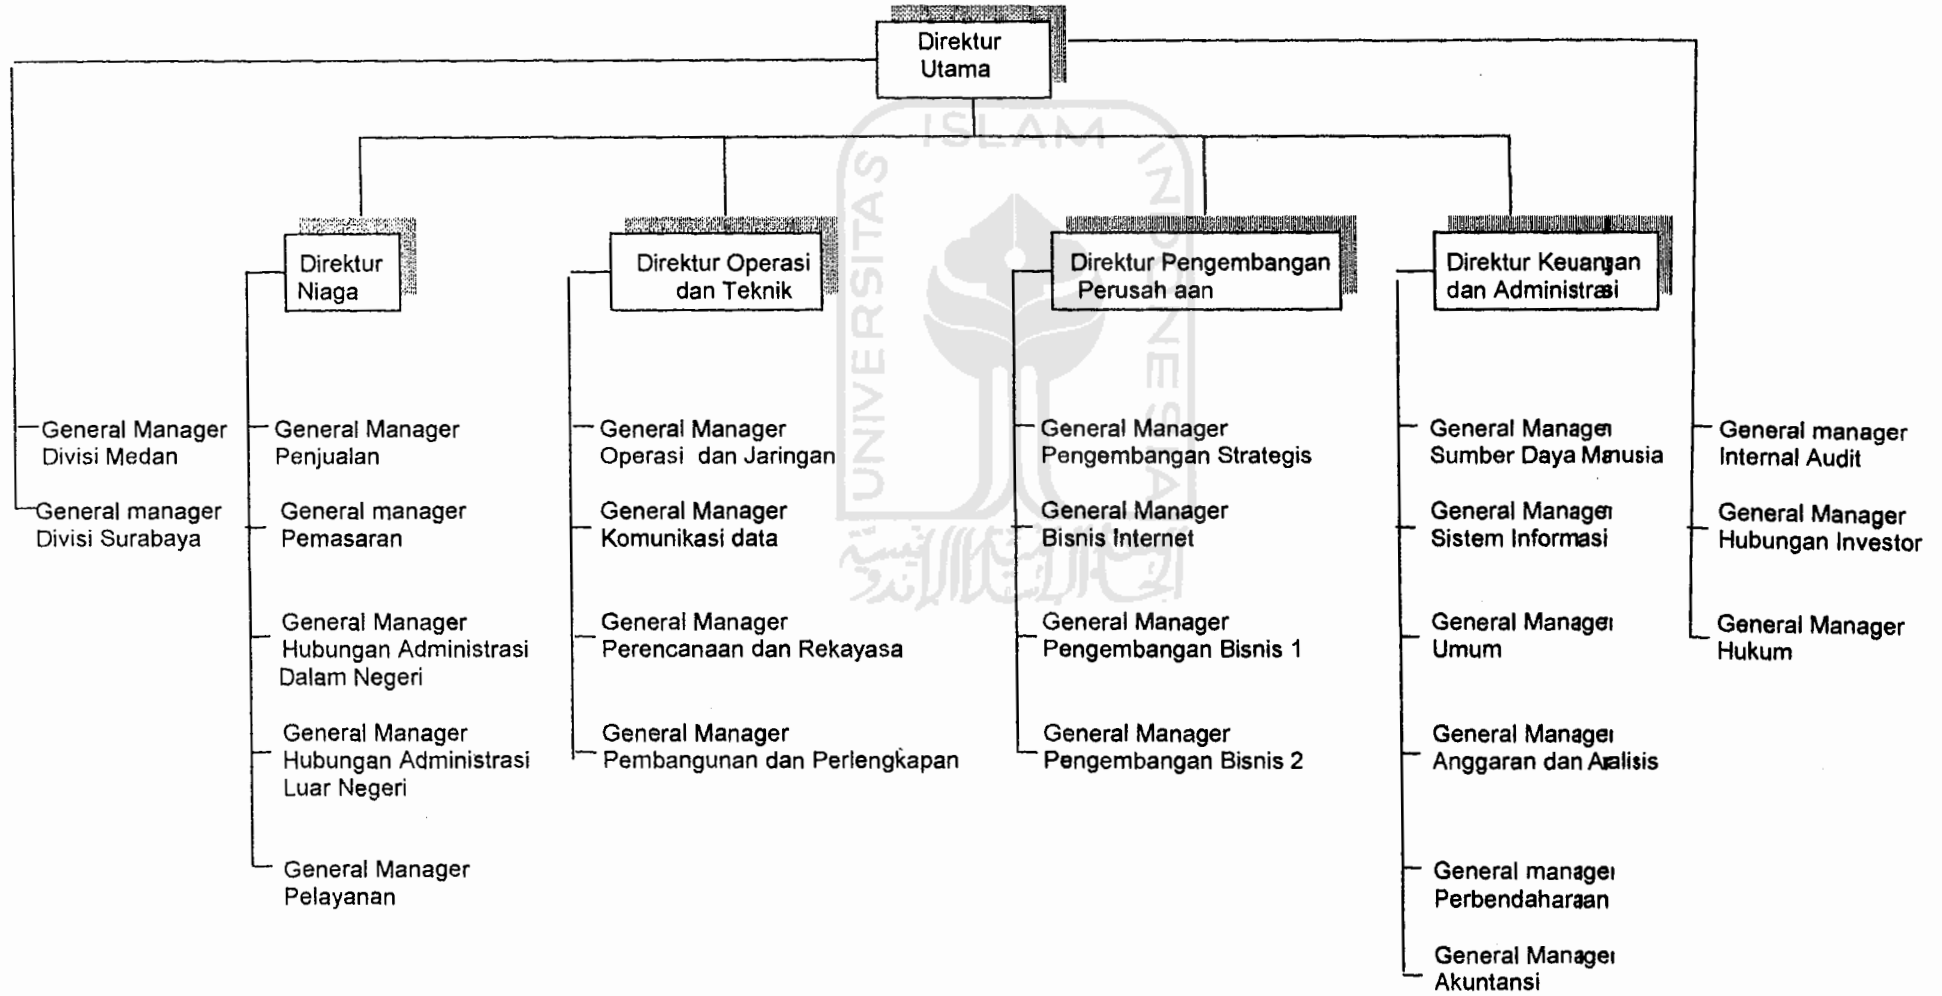 Direktur
Utama
Direktur
Niaga
Direktur Operasi
dan Teknik
Direktur Pengembangan
Perusah aan
Direktur Keuangan
dan Administrasi
General Manager
Divisi Medan
General manager
Divisi Surabaya
General Manager
Penjualan
General manager
Pemasaran
General Manager
Hubungan Administrasi
Dalam Negeri
General Manager
Hubungan Administrasi
Luar Negeri
General Manager
Pelayanan
General Manager
Operasi dan Jaringan
General Manager
Komunikasi data
General Manager
Perencanaan dan Rekayasa
General Manager
Pembangunan dan Perlengkapan
General Manager
Pengembangan Strategis
General Manager
Bisnis Internet
General Manager
Pengembangan Bisnis 1
General Manager
Pengembangan Bisnis 2
General Manager
Sumber Daya Manusia
General Manager
Sistem Informasi
General Manager
Umum
General Manager
Anggaran dan Analisis
General manager
Perbendaharaan
General Manager
Akuntansi
General manager
Internal Audit
General Manager
Hubungan Investor
General Manager
Hukum
UNIVERSITAS
ISLAM
INDONESIA